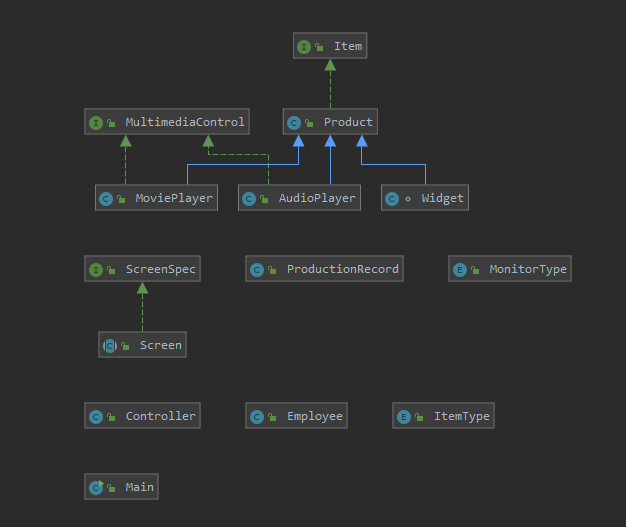 Item
MultimediaControl
Product
MoviePlayer
AudioPlayer
Widget
ScreenSpec
ProductionRecord
MonitorType
Screen
Controller
Employee
ItemType
Main